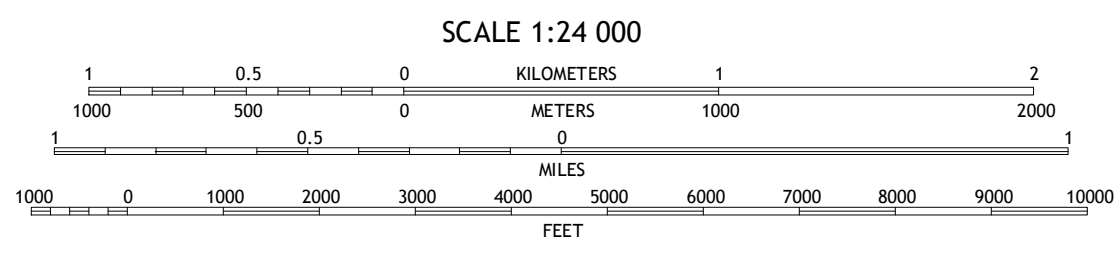 SCALE 1:24 000
1 0.5 0 KILOMETERS 1 2
1000 500 0 METERS 1000 2000
1 0.5 0 1
MILES
1000 0 1000 2000 3000 4000 5000 6000 7000 8000 9000 10000
FEET